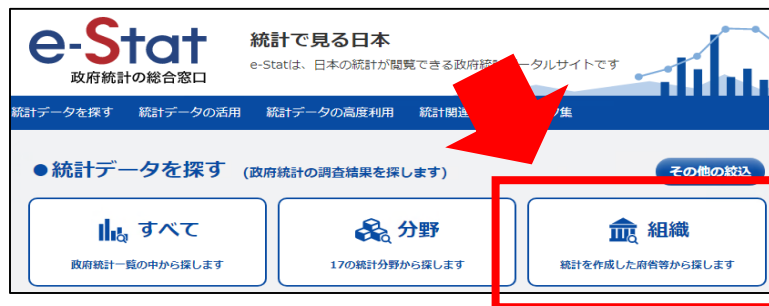 e-Stat
政府統計の総合窓口
統計で見る日本
e-Statは、日本の統計が閲覧できる政府統 ータルサイトです
統計データを探す 統計データの活用 統計データの高度利用 統計関連 集
●統計データを探す (政府統計の調査結果を探します)
その他の絞込
すべて
政府統計一覧の中から探します
分野
17の統計分野から探します
組織
統計を作成した府省等から探します